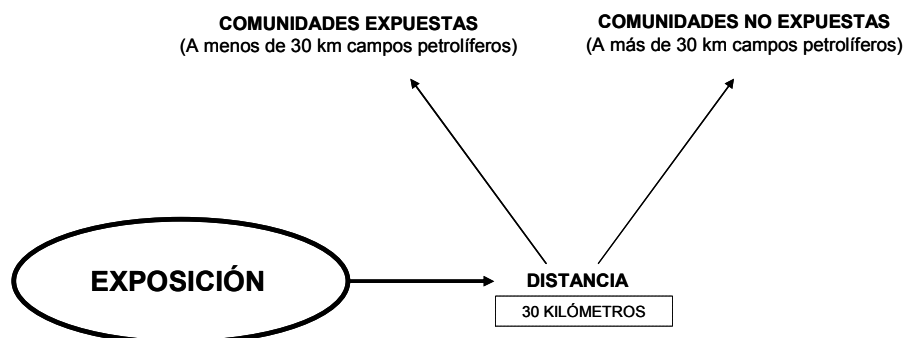 COMUNIDADES EXPUESTAS
(A menos de 30 km campos petrolíferos)
COMUNIDADES NO EXPUESTAS
(A más de 30 km campos petrolíferos)
EXPOSICIÓN
DISTANCIA
30 KILÓMETROS